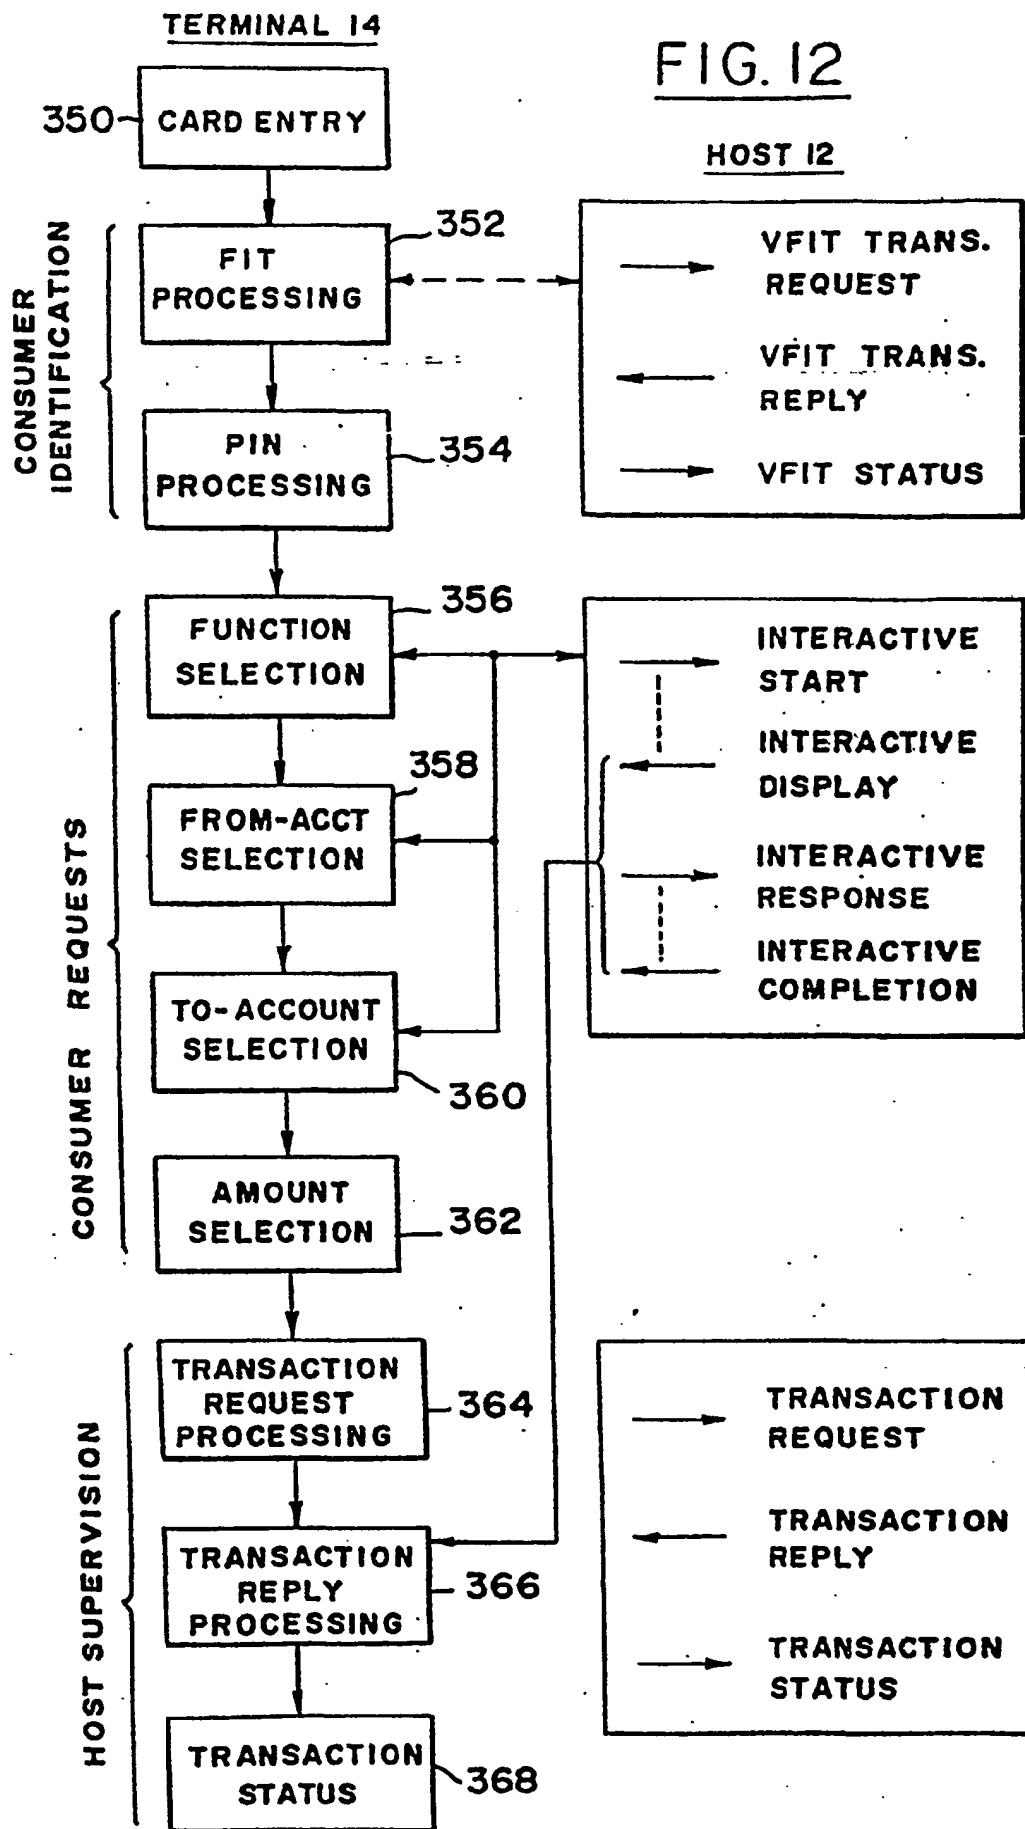 TERMINAL 14
FIG. 12
HOST 12
350
CARD ENTRY
CONSUMER
IDENTIFICATION
352
FIT
PROCESSING
354
PIN
PROCESSING
VFIT TRANS.
REQUEST
VFIT TRANS.
REPLY
VFIT STATUS
CONSUMER REQUESTS
356
FUNCTION
SELECTION
358
FROM-ACCT
SELECTION
TO-ACCOUNT
SELECTION
360
AMOUNT
SELECTION
362
INTERACTIVE
START
INTERACTIVE
DISPLAY
INTERACTIVE
RESPONSE
INTERACTIVE
COMPLETION
HOST SUPERVISION
TRANSACTION
REQUEST
PROCESSING
364
TRANSACTION
REPLY
PROCESSING
366
TRANSACTION
STATUS
368
TRANSACTION
REQUEST
TRANSACTION
REPLY
TRANSACTION
STATUS